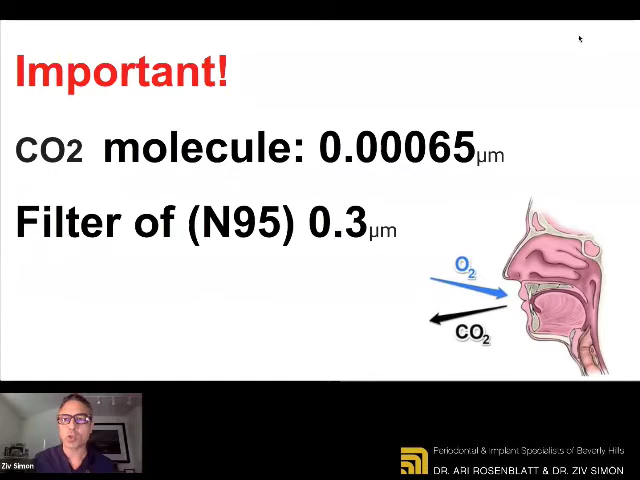 Important!
CO2 molecule: 0.00065µm
Filter of (N95) 0.3µm
O2
CO2
Ziv Simon
Periodontal & Implant Specialists of Beverly Hills
DR. ARI ROSENBLATT & DR. ZIV SIMON